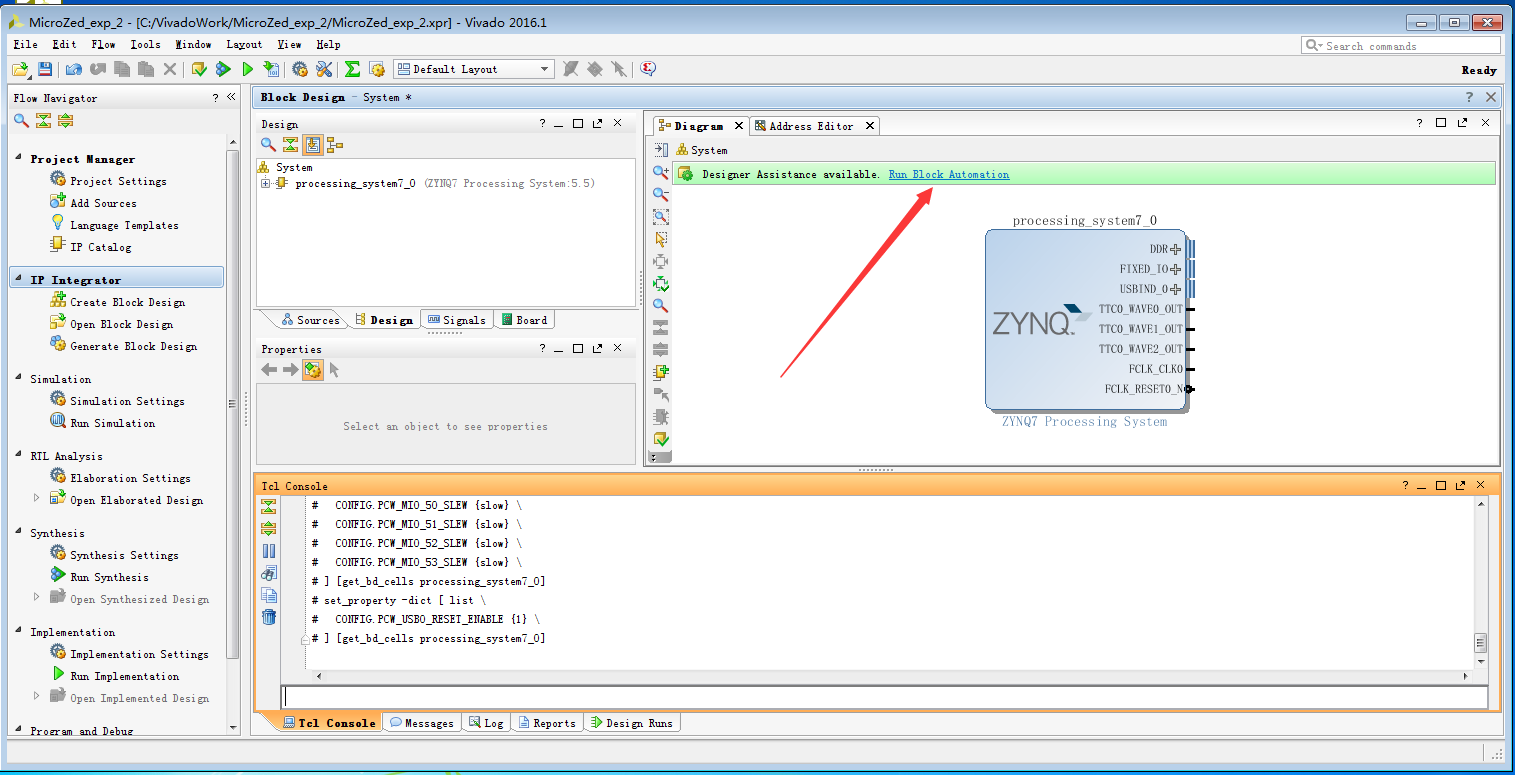 MicroZed_exp_2 - [C:/VivadoWork/MicroZed_exp_2/MicroZed_exp_2.xpr] - Vivado 2016.1
File Edit Flow Tools Window Layout View Help
Search commands
Default Layout
Ready
Flow Navigator
Project Manager
Project Settings
Add Sources
Language Templates
IP Catalog
IP Integrator
Create Block Design
Open Block Design
Generate Block Design
Simulation
Simulation Settings
Run Simulation
RTL Analysis
Elaboration Settings
Open Elaborated Design
Synthesis
Synthesis Settings
Run Synthesis
Open Synthesized Design
Implementation
Implementation Settings
Run Implementation
Open Implemented Design
Program and Debug
Block Design - System *
Design
System
processing_system7_0 (ZYNQ7 Processing System:5.5)
Sources Design Signals Board
Properties
Select an object to see properties
Diagram Address Editor
System
Designer Assistance available. Run Block Automation
processing_system7_0
DDR
FIXED_IO
USBIND_0
TTC0_WAVE0_OUT
TTC0_WAVE1_OUT
TTC0_WAVE2_OUT
FCLK_CLK0
FCLK_RESET0_N
ZYNQ
ZYNQ7 Processing System
Tcl Console
# CONFIG.PCW_MIO_50_SLEW {slow} \
# CONFIG.PCW_MIO_51_SLEW {slow} \
# CONFIG.PCW_MIO_52_SLEW {slow} \
# CONFIG.PCW_MIO_53_SLEW {slow} \
# ] [get_bd_cells processing_system7_0]
# set_property -dict [ list \
# CONFIG.PCW_USB0_RESET_ENABLE {1} \
# ] [get_bd_cells processing_system7_0]
Tcl Console Messages Log Reports Design Runs